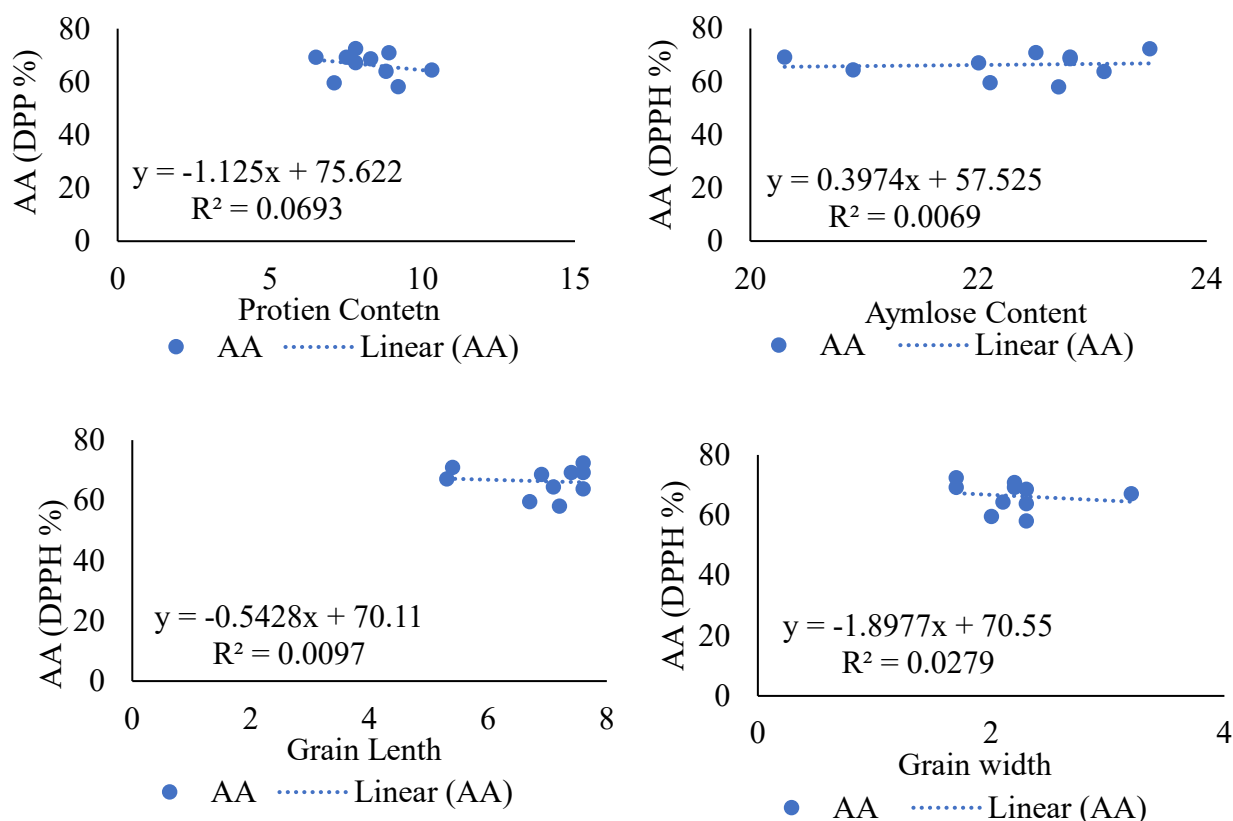 80
60
40
20
0
AA (DPP %)
y = -1.125x + 75.622
R² = 0.0693
0 5 10 15
Protien Contetn
AA Linear (AA)
80
60
40
20
0
AA (DPPH %)
y = 0.3974x + 57.525
R² = 0.0069
20 22 24
Aymlose Content
AA Linear (AA)
80
60
40
20
0
AA (DPPH %)
y = -0.5428x + 70.11
R² = 0.0097
0 2 4 6 8
Grain Lenth
AA Linear (AA)
80
60
40
20
0
AA (DPPH %)
y = -1.8977x + 70.55
R² = 0.0279
0 2 4
Grain width
AA Linear (AA)